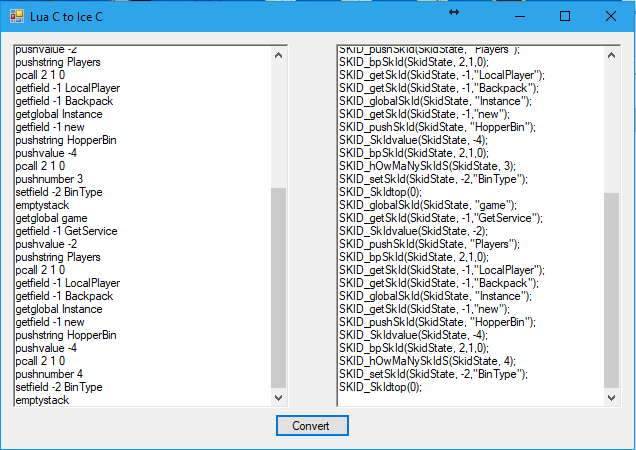 Lua C to Ice C
pushvalue -2
pushstring Players
pcall 2 1 0
getfield -1 LocalPlayer
getfield -1 Backpack
getglobal Instance
getfield -1 new
pushstring HopperBin
pushvalue -4
pcall 2 1 0
pushnumber 3
setfield -2 BinType
emptystack
getglobal game
getfield -1 GetService
pushvalue -2
pushstring Players
pcall 2 1 0
getfield -1 LocalPlayer
getfield -1 Backpack
getglobal Instance
getfield -1 new
pushstring HopperBin
pushvalue -4
pcall 2 1 0
pushnumber 4
setfield -2 BinType
emptystack
SKID_pushSkId(SkidState, "Players");
SKID_bpSkId(SkidState, 2,1,0);
SKID_getSkId(SkidState, -1,"LocalPlayer");
SKID_getSkId(SkidState, -1,"Backpack");
SKID_globalSkId(SkidState, "Instance");
SKID_getSkId(SkidState, -1,"new");
SKID_pushSkId(SkidState, "HopperBin");
SKID_SkIdvalue(SkidState, -4);
SKID_bpSkId(SkidState, 2,1,0);
SKID_hOwMaNySkIdS(SkidState, 3);
SKID_setSkId(SkidState, -2,"BinType");
SKID_SkIdtop(0);
SKID_globalSkId(SkidState, "game");
SKID_getSkId(SkidState, -1,"GetService");
SKID_SkIdvalue(SkidState, -2);
SKID_pushSkId(SkidState, "Players");
SKID_bpSkId(SkidState, 2,1,0);
SKID_getSkId(SkidState, -1,"LocalPlayer");
SKID_getSkId(SkidState, -1,"Backpack");
SKID_globalSkId(SkidState, "Instance");
SKID_getSkId(SkidState, -1,"new");
SKID_pushSkId(SkidState, "HopperBin");
SKID_SkIdvalue(SkidState, -4);
SKID_bpSkId(SkidState, 2,1,0);
SKID_hOwMaNySkIdS(SkidState, 4);
SKID_setSkId(SkidState, -2,"BinType");
SKID_SkIdtop(0);
Convert